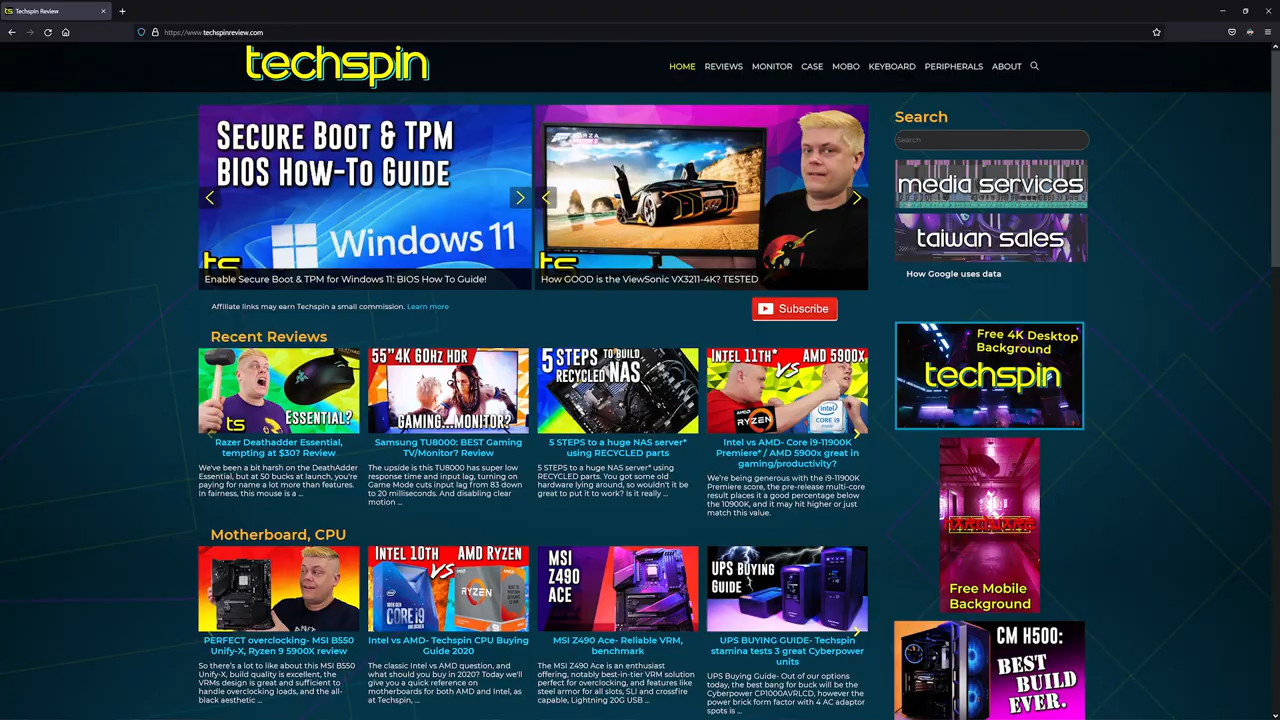 Techspin Review
https://www.techspinreview.com
techspin
HOME REVIEWS MONITOR CASE MOBO KEYBOARD PERIPHERALS ABOUT
SECURE BOOT & TPM
BIOS HOW-TO GUIDE
Windows 11
ts
Enable Secure Boot & TPM for Windows 11: BIOS How To Guide!
FORZA
ts
How GOOD is the ViewSonic VX3211-4K? TESTED
Search
Search
media services
taiwan sales
How Google uses data
Affiliate links may earn Techspin a small commission. Learn more
Subscribe
Free 4K Desktop
Background
techspin
Recent Reviews
ESSENTIAL?
ts
Razer Deathadder Essential,
tempting at $30? Review
We've been a bit harsh on the DeathAdder
Essential, but at 50 bucks at launch, you're
paying for name a lot more than features.
In fairness, this mouse is a ...
55" 4K 60HZ HDR
GAMING...MONITOR?
Samsung TU8000: BEST Gaming
TV/Monitor? Review
The upside is this TU8000 has super low
response time and input lag, turning on
Game Mode cuts input lag from 83 down
to 20 milliseconds. And disabling clear
motion ...
5 STEPS TO BUILD
RECYCLED NAS
5 STEPS to a huge NAS server*
using RECYCLED parts
5 STEPS to a huge NAS server* using
RECYCLED parts. You got some old
hardware lying around, so wouldn't it be
great to put it to work? Is it really ...
INTEL 11TH* VS AMD 5900X
AMD
RYZEN
intel
CORE
i9
Intel vs AMD- Core i9-11900K
Premiere* / AMD 5900x great in
gaming/productivity?
We're being generous with the i9-11900K
Premiere score, the pre-release multi-core
result places it a good percentage below
the 10900K, and it may hit higher or just
match this value.
Free Mobile
Background
Motherboard, CPU
PERFECT overclocking- MSI B550
Unify-X, Ryzen 9 5900X review
So there's a lot to like about this MSI B550
Unify-X, build quality is excellent, the
VRMs design is great and sufficient to
handle overclocking loads, and the all-
black aesthetic ...
INTEL 10TH VS AMD RYZEN
CORE
i9
UNLOCKED
RYZEN
Intel vs AMD- Techspin CPU Buying
Guide 2020
The classic Intel vs AMD question, and
what should you buy in 2020? Today we'll
give you a quick reference on
motherboards for both AMD and Intel, as
at Techspin, ...
MSI
Z490
ACE
MSI Z490 Ace- Reliable VRM,
benchmark
The MSI Z490 Ace is an enthusiast
offering, notably best-in-tier VRM solution
perfect for overclocking, and features like
steel armor for all slots, SLI and crossfire
capable, Lightning 20G USB ...
UPS BUYING
GUIDE
UPS BUYING GUIDE- Techspin
stamina tests 3 great Cyberpower
units
UPS Buying Guide- Out of our options
today, the best bang for buck will be the
Cyberpower CP1000AVRLCD, however the
power brick form factor with 4 AC adaptor
spots is ...
CM H500:
BEST
BUILD
EVER.